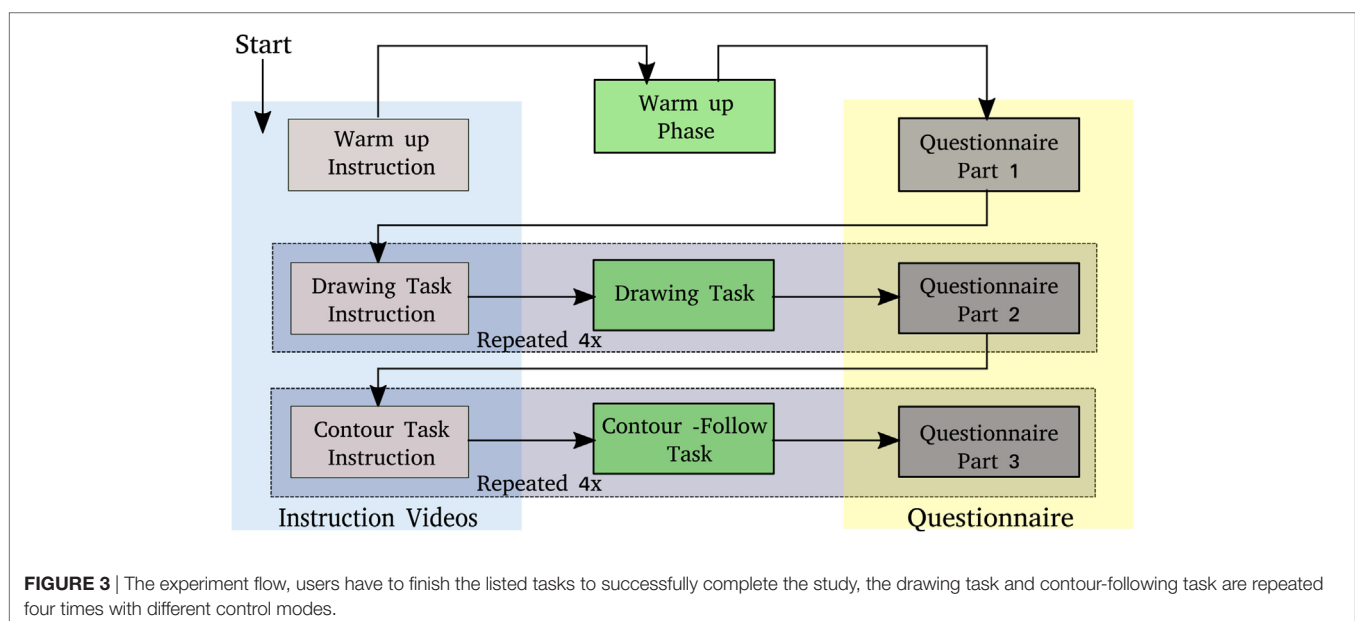 Start
Warm up
Instruction
Warm up
Phase
Questionnaire
Part 1
Drawing Task
Instruction
Drawing Task
Questionnaire
Part 2
Repeated 4x
Contour Task
Instruction
Contour -Follow
Task
Questionnaire
Part 3
Repeated 4x
Instruction Videos
Questionnaire
FIGURE 3 | The experiment flow, users have to finish the listed tasks to successfully complete the study, the drawing task and contour-following task are repeated
four times with different control modes.